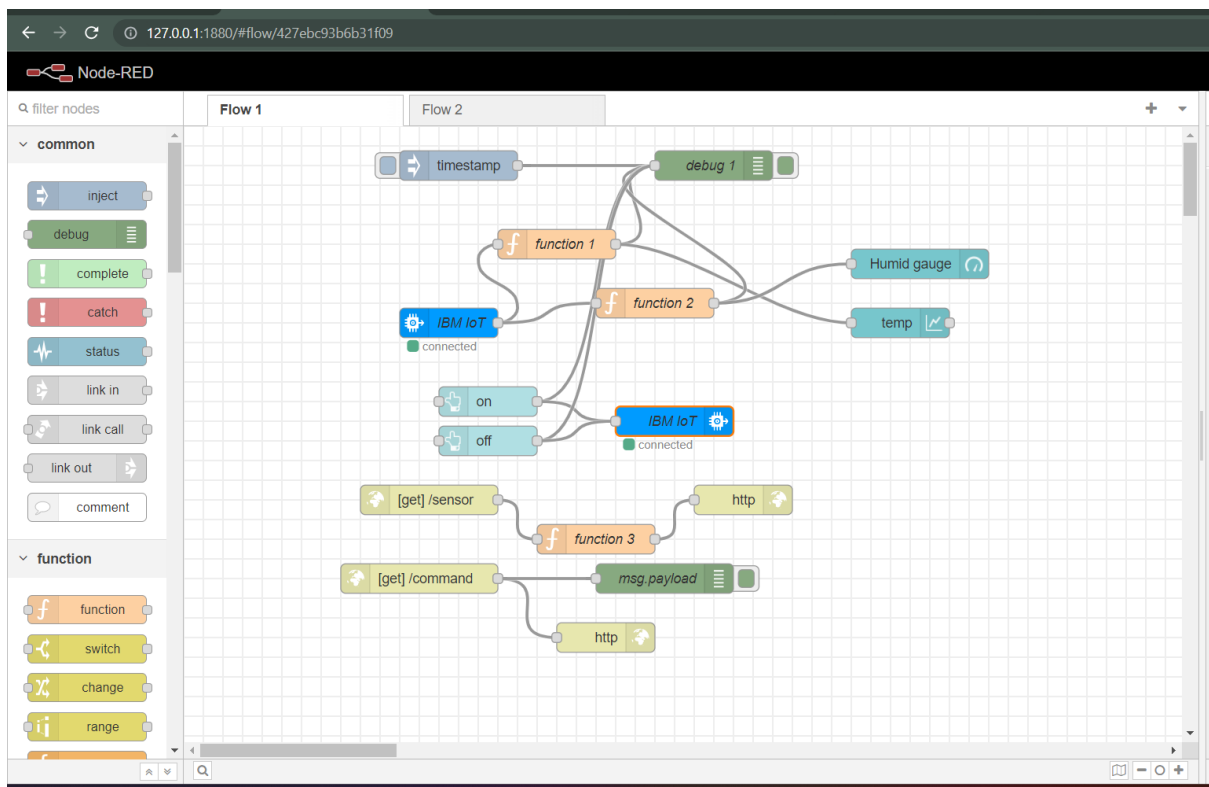 127.0.0.1:1880/#flow/427ebc93b6b31f09
Node-RED
filter nodes
Flow 1
Flow 2
common
inject
debug
complete
catch
status
link in
link call
link out
comment
function
function
switch
change
range
timestamp
debug 1
function 1
Humid gauge
function 2
IBM IoT
temp
connected
on
IBM IoT
off
connected
[get] /sensor
http
function 3
[get] /command
msg.payload
http